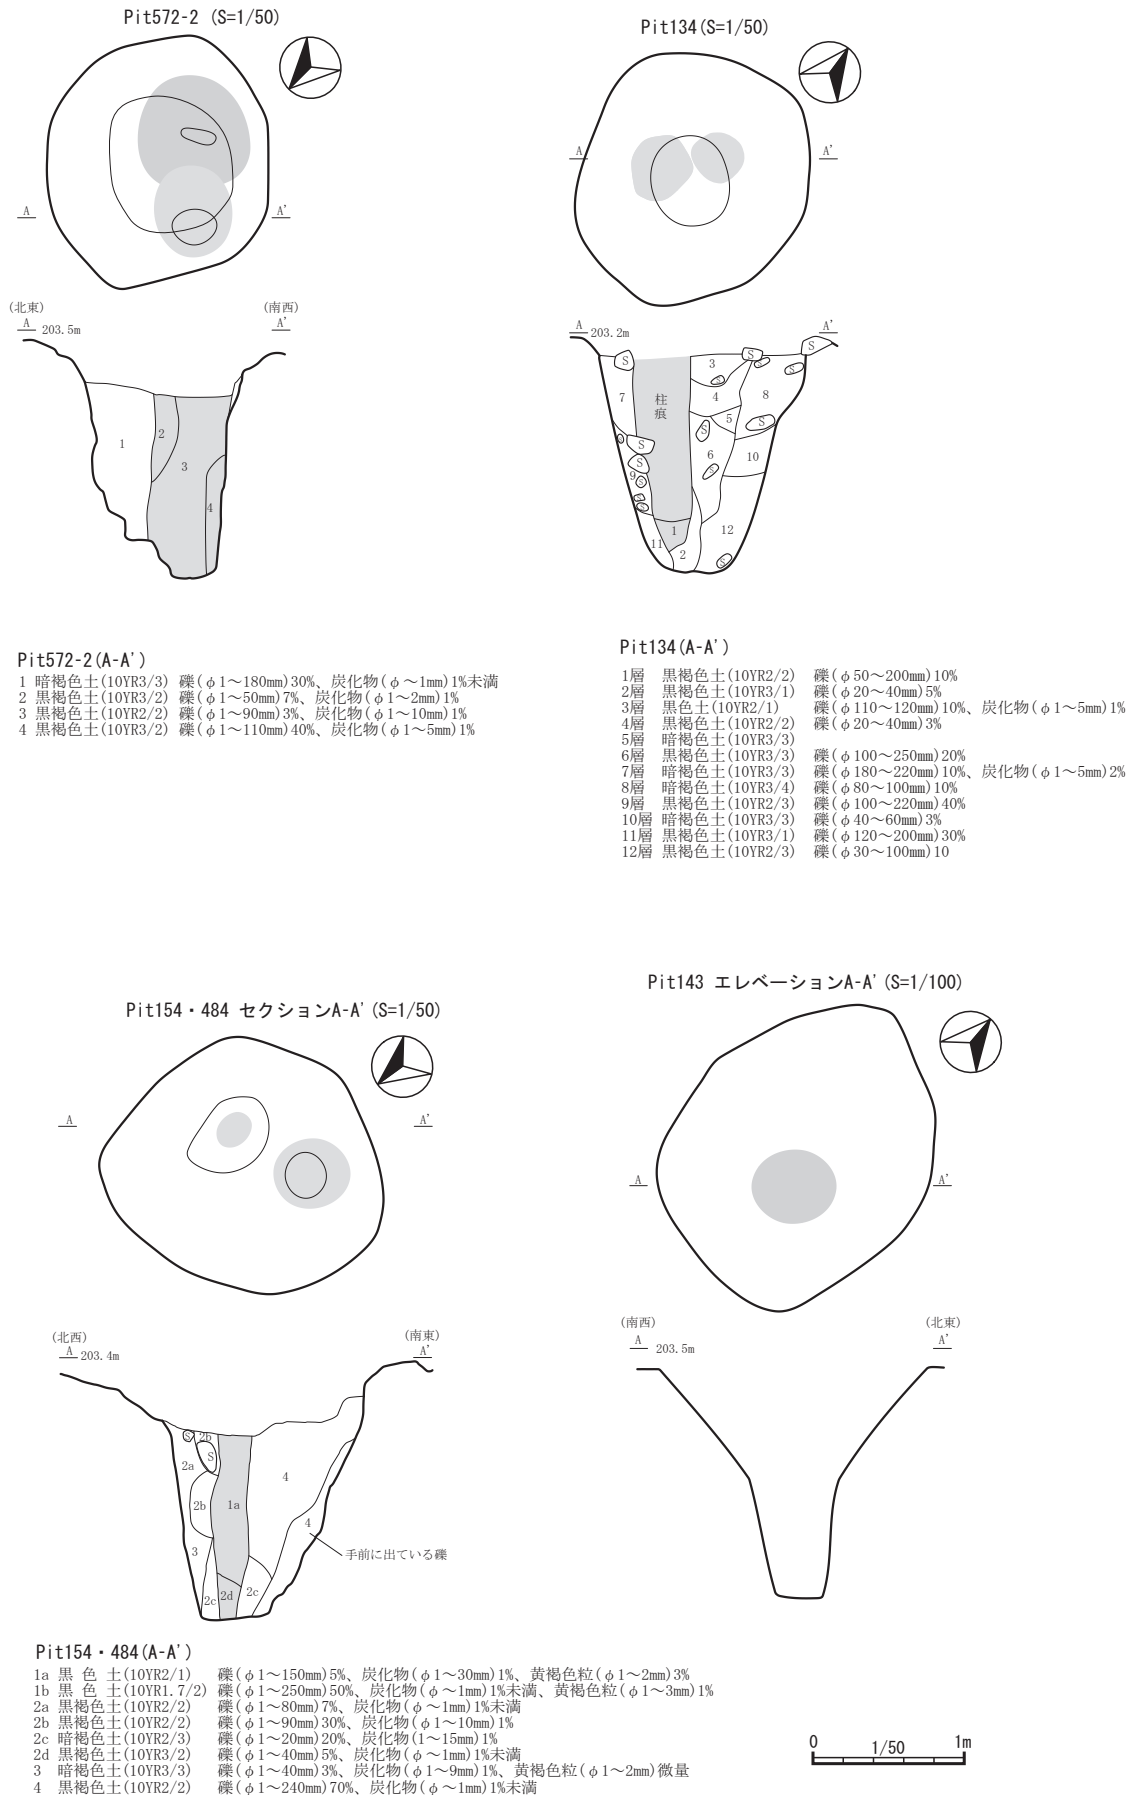 Pit572-2 (S=1/50)
A
A'
(北東)
(南西)
A 203.5m
A'
1
2
3
4
Pit572-2(A-A')
1 暗褐色土(10YR3/3) 礫(φ1～180mm)30%、炭化物(φ～1mm)1%未満
2 黒褐色土(10YR3/2) 礫(φ1～50mm)7%、炭化物(φ1～2mm)1%
3 黒褐色土(10YR2/2) 礫(φ1～90mm)3%、炭化物(φ1～10mm)1%
4 黒褐色土(10YR3/2) 礫(φ1～110mm)40%、炭化物(φ1～5mm)1%
Pit134(S=1/50)
A
A'
A 203.2m
A'
S
S
S
3
S
S
S
7
柱痕
4
8
5
S
S
S
6
10
S
9
S
S
S
S
1
12
11
2
S
Pit134(A-A')
1層 黒褐色土(10YR2/2) 礫(φ50～200mm)10%
2層 黒褐色土(10YR3/1) 礫(φ20～40mm)5%
3層 黒色土(10YR2/1) 礫(φ110～120mm)10%、炭化物(φ1～5mm)1%
4層 黒褐色土(10YR2/2) 礫(φ20～40mm)3%
5層 暗褐色土(10YR3/3)
6層 黒褐色土(10YR3/3) 礫(φ100～250mm)20%
7層 暗褐色土(10YR3/3) 礫(φ180～220mm)10%、炭化物(φ1～5mm)2%
8層 暗褐色土(10YR3/4) 礫(φ80～100mm)10%
9層 黒褐色土(10YR2/3) 礫(φ100～220mm)40%
10層 暗褐色土(10YR3/3) 礫(φ40～60mm)3%
11層 黒褐色土(10YR3/1) 礫(φ120～200mm)30%
12層 黒褐色土(10YR2/3) 礫(φ30～100mm)10
Pit154・484 セクションA-A'(S=1/50)
A
A'
(北西)
(南東)
A 203.4m
A'
S
2b
S
2a
4
2b
1a
4
3
手前に出ている礫
2c
2d
2c
Pit154・484(A-A')
1a 黒 色 土(10YR2/1) 礫(φ1～150mm)5%、炭化物(φ1～30mm)1%、黄褐色粒(φ1～2mm)3%
1b 黒 色 土(10YR1.7/2) 礫(φ1～250mm)50%、炭化物(φ～1mm)1%未満、黄褐色粒(φ1～3mm)1%
2a 黒褐色土(10YR2/2) 礫(φ1～80mm)7%、炭化物(φ～1mm)1%未満
2b 黒褐色土(10YR2/2) 礫(φ1～90mm)30%、炭化物(φ1～10mm)1%
2c 暗褐色土(10YR2/3) 礫(φ1～20mm)20%、炭化物(1～15mm)1%
2d 黒褐色土(10YR3/2) 礫(φ1～40mm)5%、炭化物(φ～1mm)1%未満
3 暗褐色土(10YR3/3) 礫(φ1～40mm)3%、炭化物(φ1～9mm)1%、黄褐色粒(φ1～2mm)微量
4 黒褐色土(10YR2/2) 礫(φ1～240mm)70%、炭化物(φ～1mm)1%未満
Pit143 エレベーションA-A'(S=1/100)
A
A'
(南西)
(北東)
A 203.5m
A'
0 1/50 1m